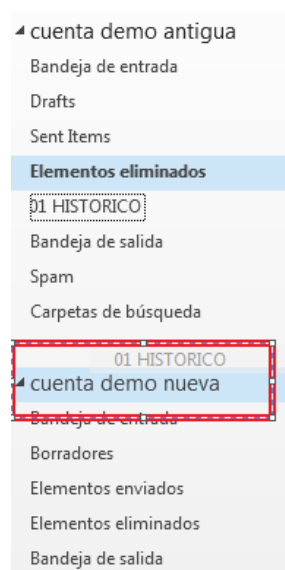 cuenta demo antigua
Bandeja de entrada
Drafts
Sent Items
Elementos eliminados
01 HISTORICO
Bandeja de salida
Spam
Carpetas de búsqueda
01 HISTORICO
cuenta demo nueva
Bandeja de entrada
Borradores
Elementos enviados
Elementos eliminados
Bandeja de salida